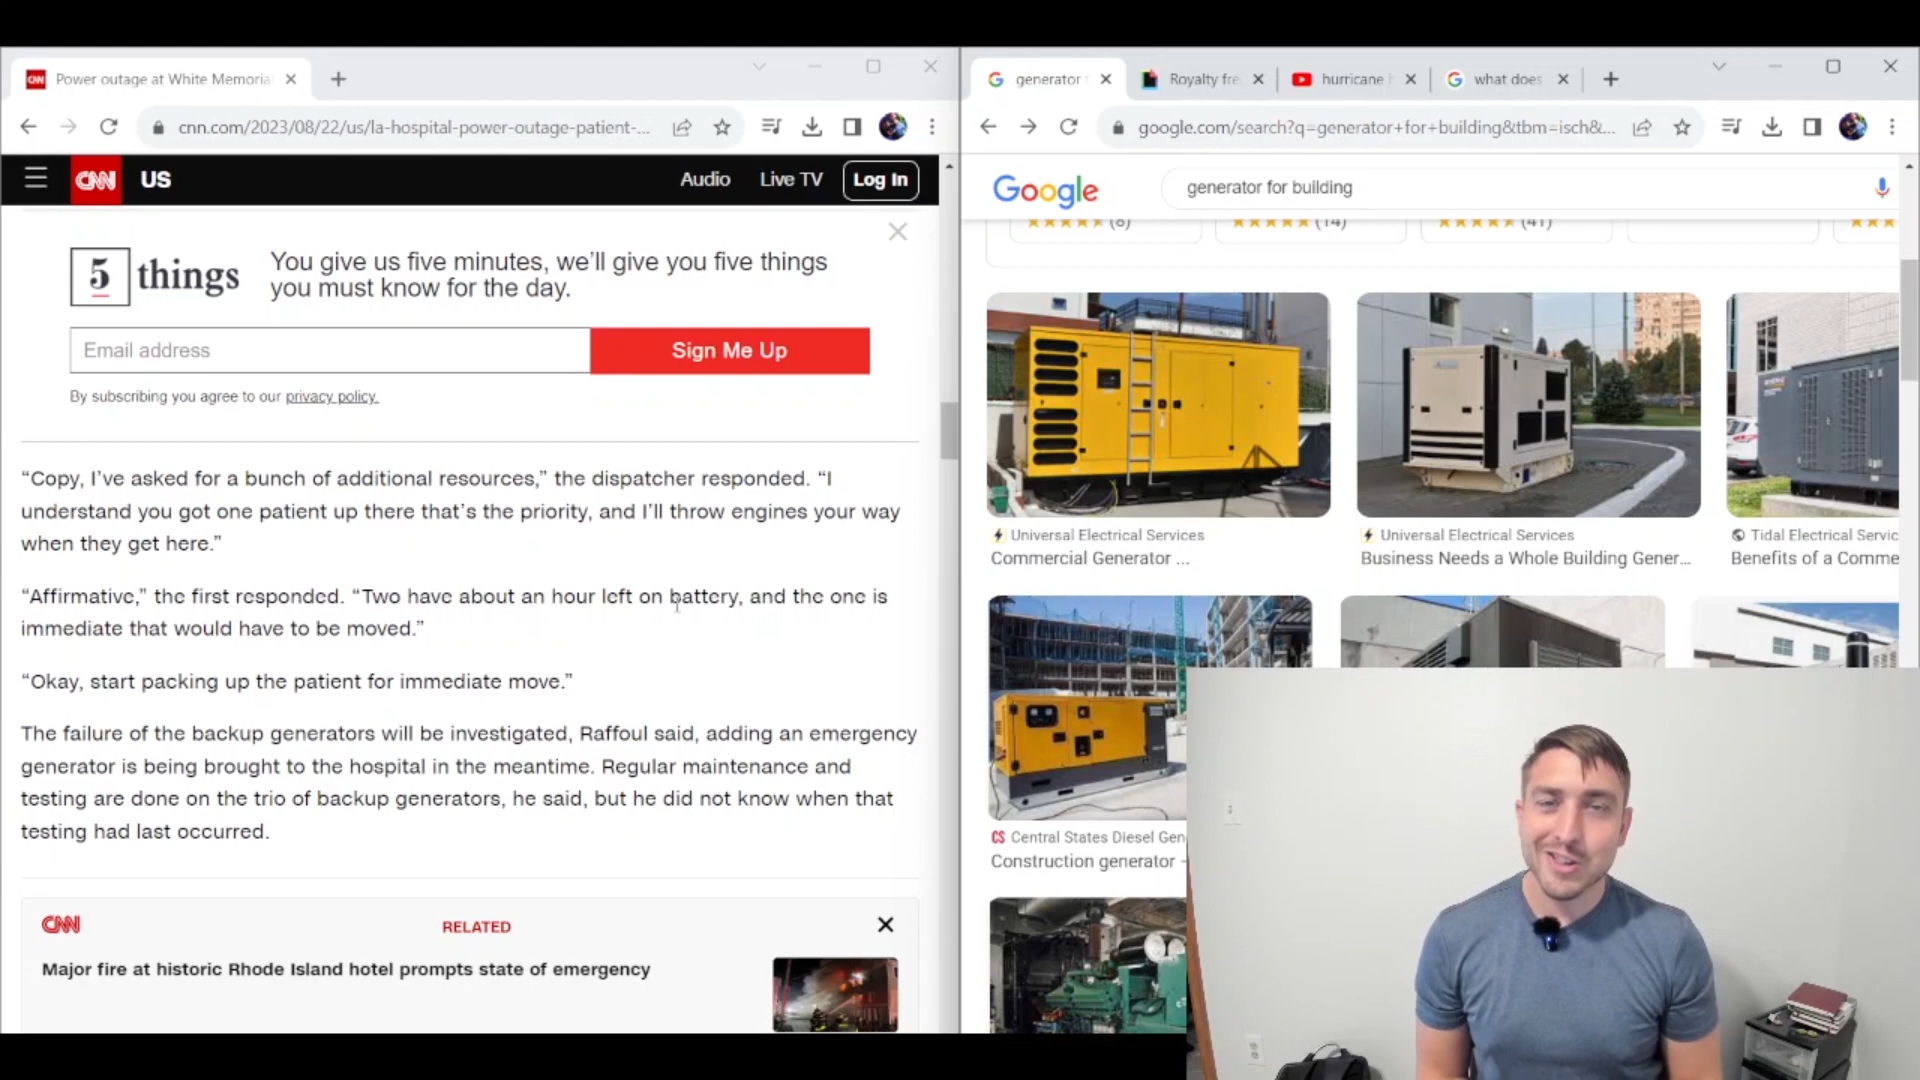 Power outage at White Memoria
cnn.com/2023/08/22/us/la-hospital-power-outage-patient-...
CNN US Audio Live TV Log In
5 things
You give us five minutes, we'll give you five things
you must know for the day.
Email address
Sign Me Up
By subscribing you agree to our privacy policy.
“Copy, I've asked for a bunch of additional resources,” the dispatcher responded. “I
understand you got one patient up there that's the priority, and I'll throw engines your way
when they get here.”
“Affirmative,” the first responded. “Two have about an hour left on battery, and the one is
immediate that would have to be moved.”
“Okay, start packing up the patient for immediate move.”
The failure of the backup generators will be investigated, Raffoul said, adding an emergency
generator is being brought to the hospital in the meantime. Regular maintenance and
testing are done on the trio of backup generators, he said, but he did not know when that
testing had last occurred.
CNN
RELATED
Major fire at historic Rhode Island hotel prompts state of emergency
generator f
Royalty fre
hurricane h
what does
google.com/search?q=generator+for+building&tbm=isch&...
Google
generator for building
(8)
(14)
(41)
Universal Electrical Services
Commercial Generator ...
Universal Electrical Services
Business Needs a Whole Building Gener...
Tidal Electrical Servic
Benefits of a Comme
CS Central States Diesel Gen
Construction generator -